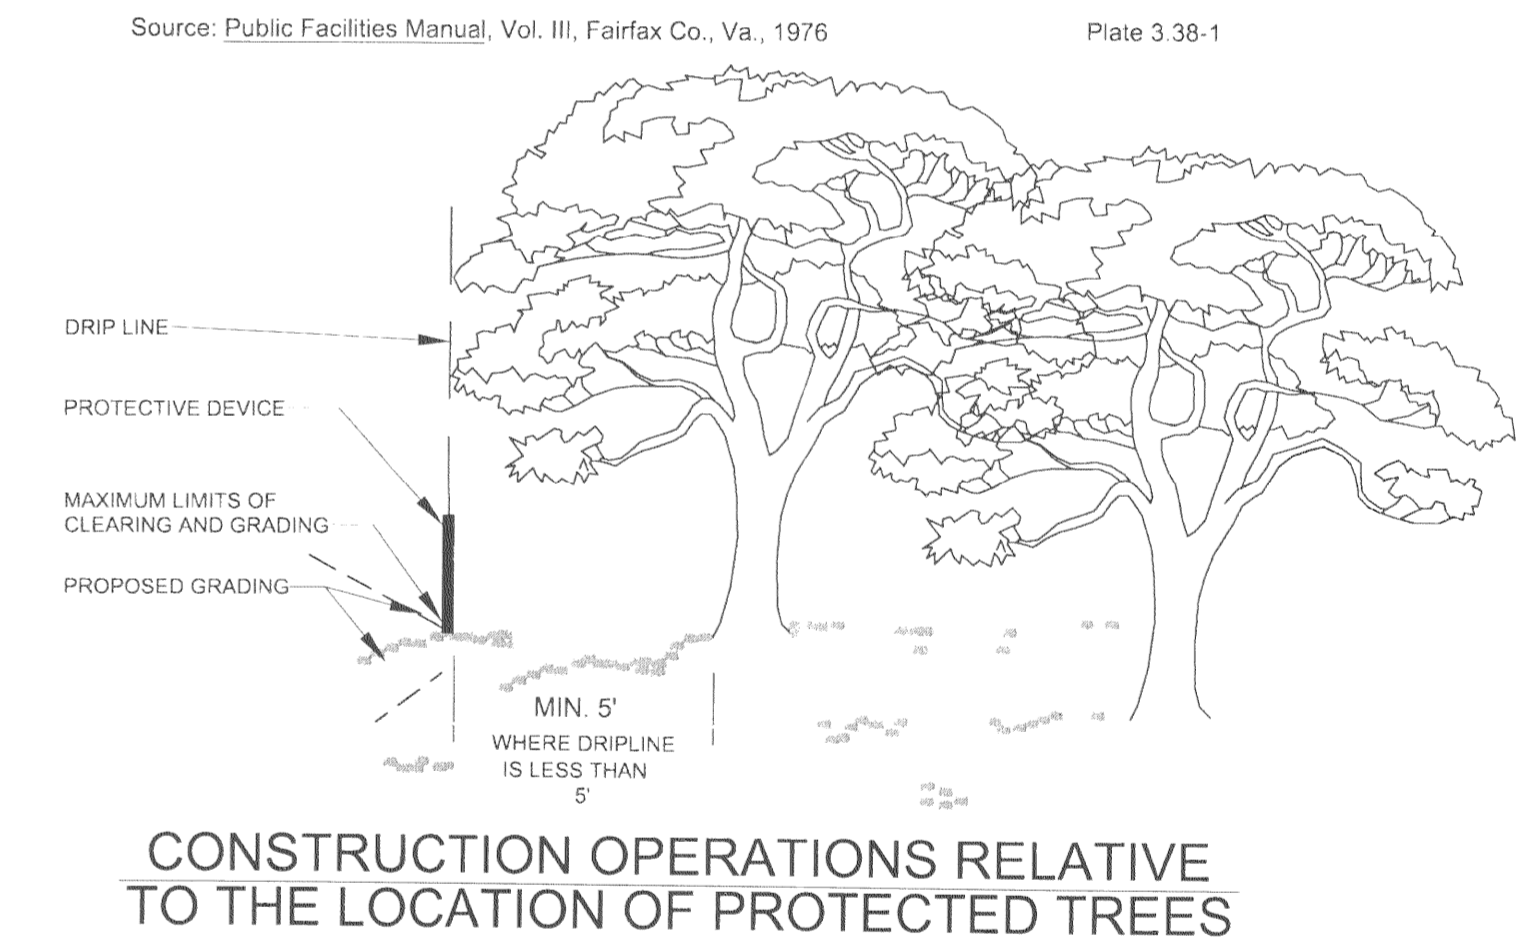 Source: Public Facilities Manual, Vol. III, Fairfax Co., Va., 1976
Plate 3.38-1
DRIP LINE
PROTECTIVE DEVICE
MAXIMUM LIMITS OF
CLEARING AND GRADING
PROPOSED GRADING
MIN. 5'
WHERE DRIPLINE
IS LESS THAN
5'
CONSTRUCTION OPERATIONS RELATIVE
TO THE LOCATION OF PROTECTED TREES